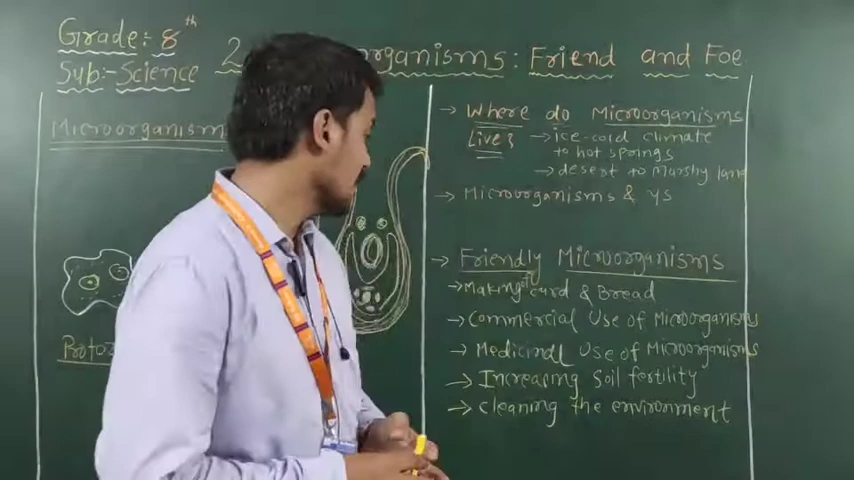 Grade:- 8th
Sub:- Science
2
organisms: Friend and Foe
Microorganisms
→ Where do Microorganisms
Live? → ice-cold climate
to hot springs
→ desert to Marshy land
→ Microorganisms & Us
→ Friendly Microorganisms
→ Making of curd & Bread
→ Commercial Use of Microorganisms
→ Medicinal Use of Microorganisms
→ Increasing Soil fertility
→ Cleaning the environment